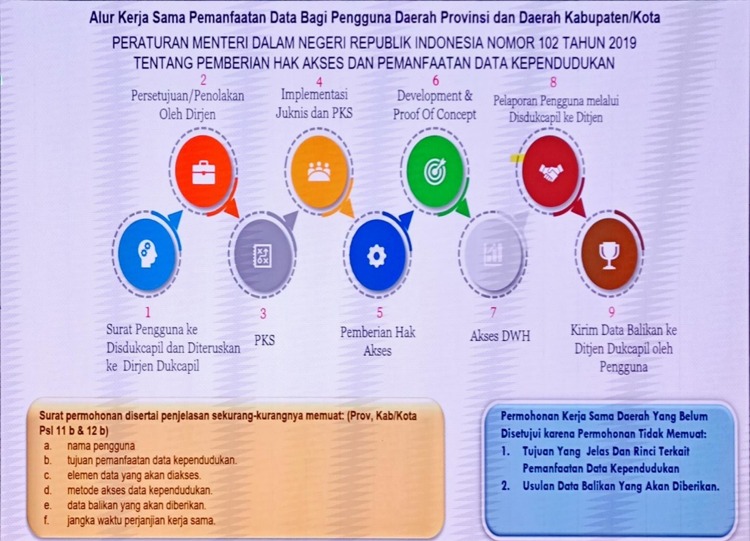 Alur Kerja Sama Pemanfaatan Data Bagi Pengguna Daerah Provinsi dan Daerah Kabupaten/Kota
PERATURAN MENTERI DALAM NEGERI REPUBLIK INDONESIA NOMOR 102 TAHUN 2019
TENTANG PEMBERIAN HAK AKSES DAN PEMANFAATAN DATA KEPENDUDUKAN
2
Persetujuan/Penolakan
Oleh Dirjen
4
Implementasi
Juknis dan PKS
6
Development &
Proof Of Concept
8
Pelaporan Pengguna melalui
Disdukcapil ke Ditjen
1
Surat Pengguna ke
Disdukcapil dan Diteruskan
ke Dirjen Dukcapil
3
PKS
5
Pemberian Hak
Akses
7
Akses DWH
9
Kirim Data Balikan ke
Ditjen Dukcapil oleh
Pengguna
Surat permohonan disertai penjelasan sekurang-kurangnya memuat: (Prov, Kab/Kota
Psl 11 b & 12 b)
a. nama pengguna
b. tujuan pemanfaatan data kependudukan.
c. elemen data yang akan diakses.
d. metode akses data kependudukan.
e. data balikan yang akan diberikan.
f. jangka waktu perjanjian kerja sama.
Permohonan Kerja Sama Daerah Yang Belum
Disetujui karena Permohonan Tidak Memuat:
1. Tujuan Yang Jelas Dan Rinci Terkait
Pemanfaatan Data Kependudukan
2. Usulan Data Balikan Yang Akan Diberikan.